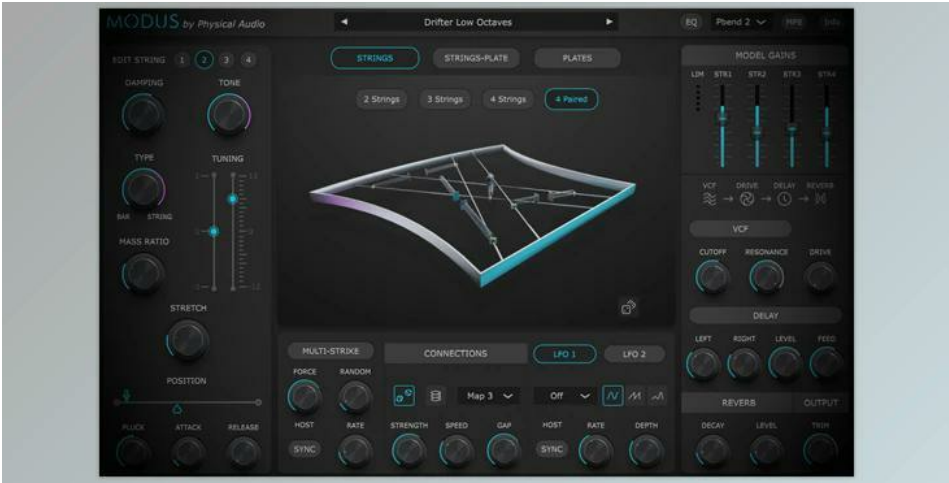 MODUS by Physical Audio
Drifter Low Octaves
EQ Pbend 2 MPE Info
EDIT STRING 1 2 3 4
DAMPING TONE
TYPE TUNING
BAR STRING
MASS RATIO
STRETCH
POSITION
PLUCK ATTACK RELEASE
STRINGS STRINGS-PLATE PLATES
2 Strings 3 Strings 4 Strings 4 Paired
MULTI-STRIKE
FORCE RANDOM
HOST RATE
SYNC
CONNECTIONS LFO 1 LFO 2
Map 3 Off
STRENGTH SPEED GAP HOST RATE DEPTH
SYNC
MODEL GAINS
LIM STR1 STR2 STR3 STR4
VCF DRIVE DELAY REVERB
VCF
CUTOFF RESONANCE DRIVE
DELAY
LEFT RIGHT LEVEL FEED
REVERB OUTPUT
DECAY LEVEL TRIM